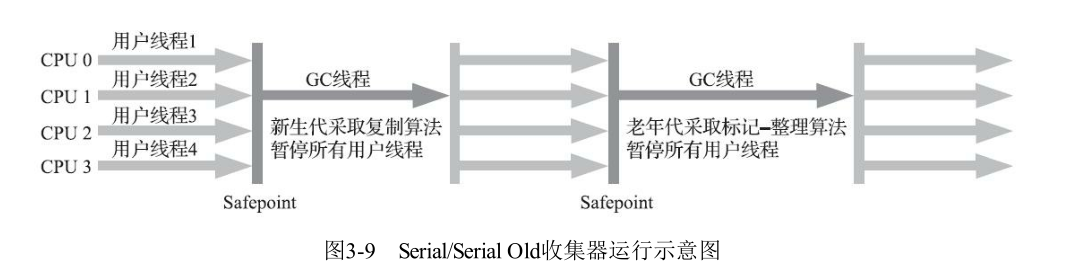 用户线程1
CPU 0
用户线程2
GC线程
GC线程
CPU 1
用户线程3
新生代采取复制算法
老年代采取标记–整理算法
CPU 2
用户线程4
暂停所有用户线程
暂停所有用户线程
CPU 3
Safepoint
Safepoint
图3-9 Serial/Serial Old收集器运行示意图